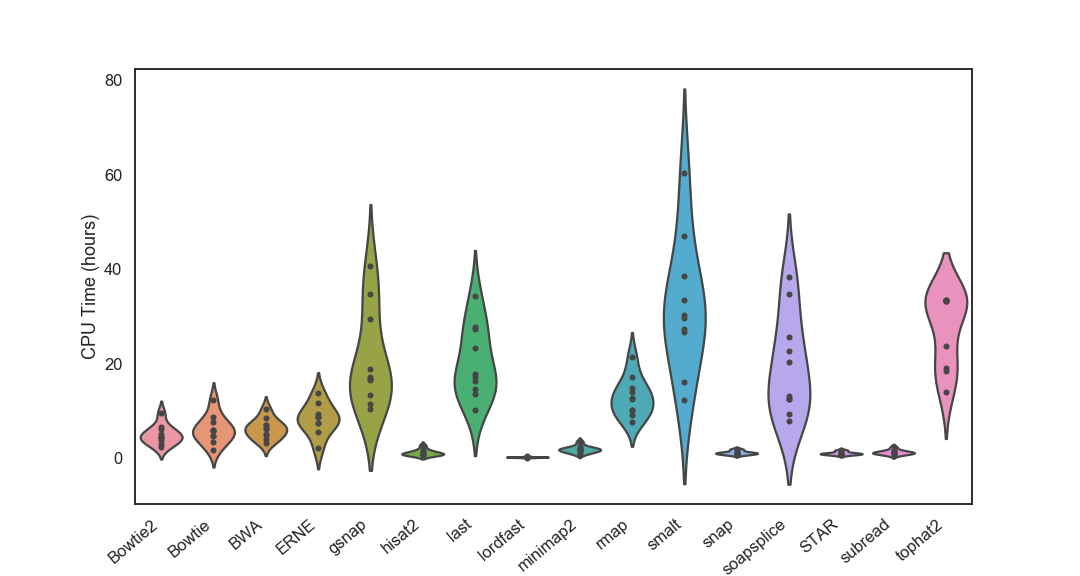 80
60
40
20
0
CPU Time (hours)
Bowtie2
Bowtie
BWA
ERNE
gsnap
hisat2
last
lordfast
minimap2
rmap
smalt
snap
soapsplice
STAR
subread
tophat2